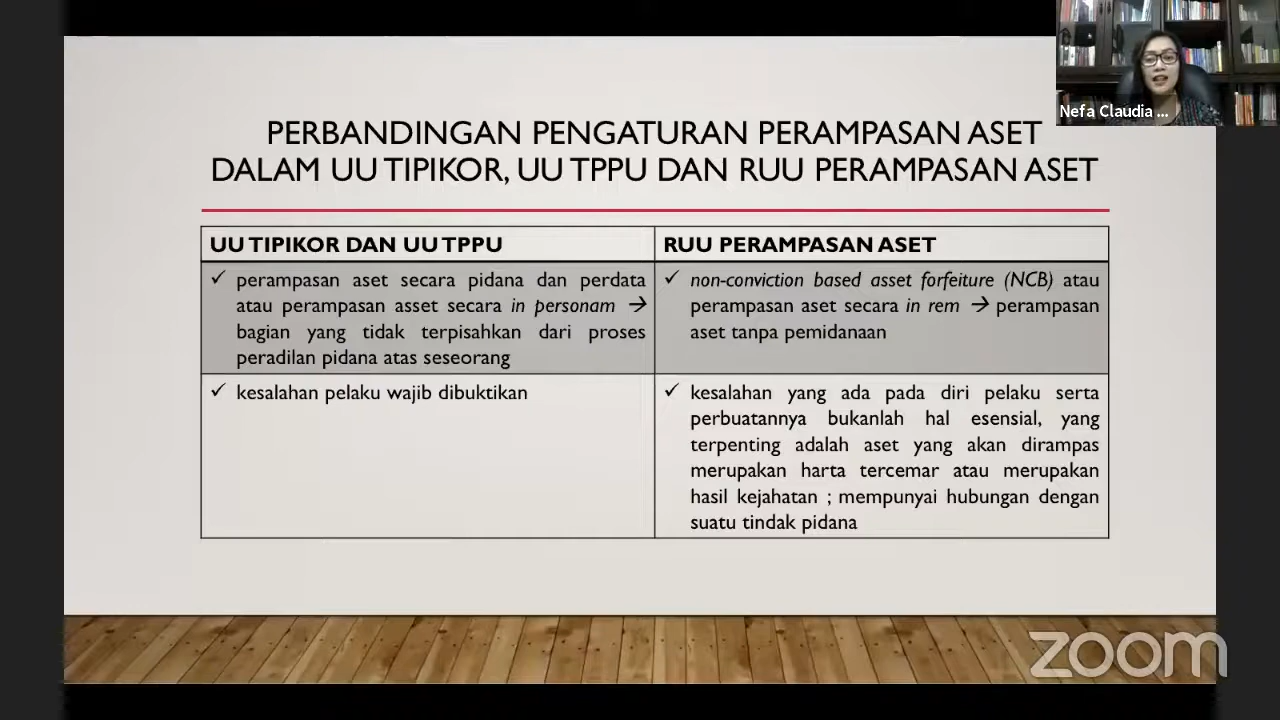 Nefa Claudia ...
PERBANDINGAN PENGATURAN PERAMPASAN ASET
DALAM UU TIPIKOR, UU TPPU DAN RUU PERAMPASAN ASET
UU TIPIKOR DAN UU TPPU
✓ perampasan aset secara pidana dan perdata
atau perampasan asset secara in personam →
bagian yang tidak terpisahkan dari proses
peradilan pidana atas seseorang
RUU PERAMPASAN ASET
✓ non-conviction based asset forfeiture (NCB) atau
perampasan aset secara in rem → perampasan
aset tanpa pemidanaan
✓ kesalahan pelaku wajib dibuktikan
✓ kesalahan yang ada pada diri pelaku serta
perbuatannya bukanlah hal esensial, yang
terpenting adalah aset yang akan dirampas
merupakan harta tercemar atau merupakan
hasil kejahatan ; mempunyai hubungan dengan
suatu tindak pidana
zoom